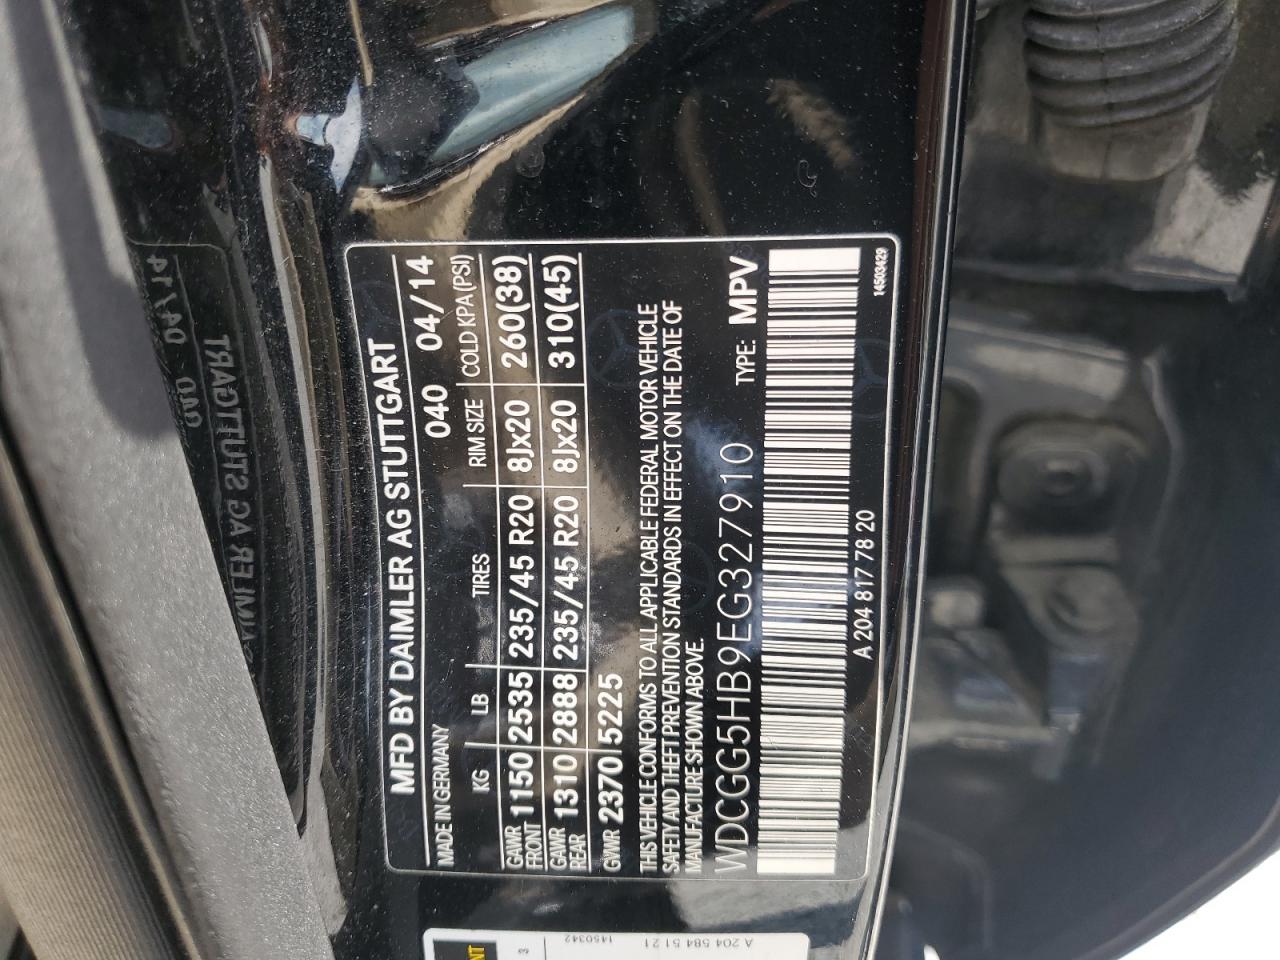 MFD BY DAIMLER AG STUTTGART
MADE IN GERMANY 040 04/14
KG LB TIRES RIM SIZE COLD KPA (PSI)
GAWR FRONT 1150 2535 235/45 R20 8Jx20 260(38)
GAWR REAR 1310 2888 235/45 R20 8Jx20 310(45)
GVWR 2370 5225
THIS VEHICLE CONFORMS TO ALL APPLICABLE FEDERAL MOTOR VEHICLE
SAFETY AND THEFT PREVENTION STANDARDS IN EFFECT ON THE DATE OF
MANUFACTURE SHOWN ABOVE.
WDCGG5HB9EG327910 TYPE: MPV
A 204 817 78 20
14503429
A 204 584 51 21
1450342